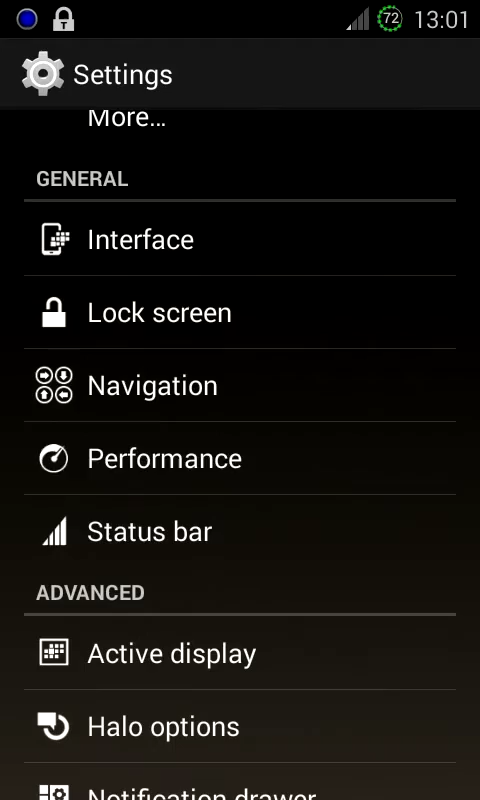 72 13:01
Settings
More...
GENERAL
Interface
Lock screen
Navigation
Performance
Status bar
ADVANCED
Active display
Halo options
Notification drawer